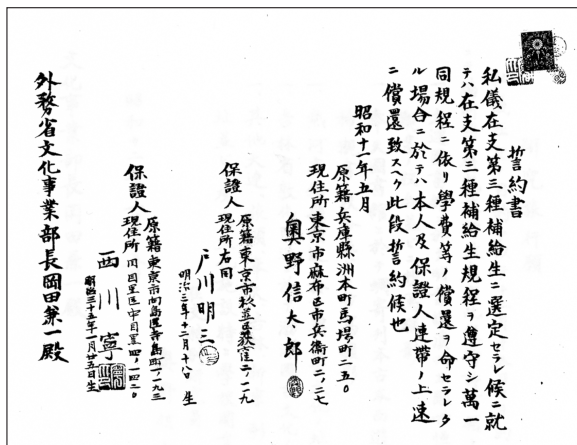 誓約書
私儀在支第三種補給生ニ選定セラレ候ニ就
テハ在支第三種補給生規程ヲ遵守シ萬一
同規程ニ依リ學費等ノ償還ヲ命セラレタ
ル場合ニ於テハ本人及保證人連帶ノ上速
ニ償還致スヘク此段誓約候也
昭和十一年五月
原籍 兵庫縣洲本町馬場町二五〇
現住所 東京市麻布區市兵衞町二ノ二七
奥野信太郎
保證人
原籍 東京市杉並區荻窪二ノ一一九
現住所 右同
戸川明三
明治三年十二月十八日生
保證人
原籍 東京市向島區寺島町一ノ一九三
現住所 同目黒區中目黒四ノ一四二〇
西川寧
明治三十五年一月廿五日生
外務省文化事業部長岡田兼一殿